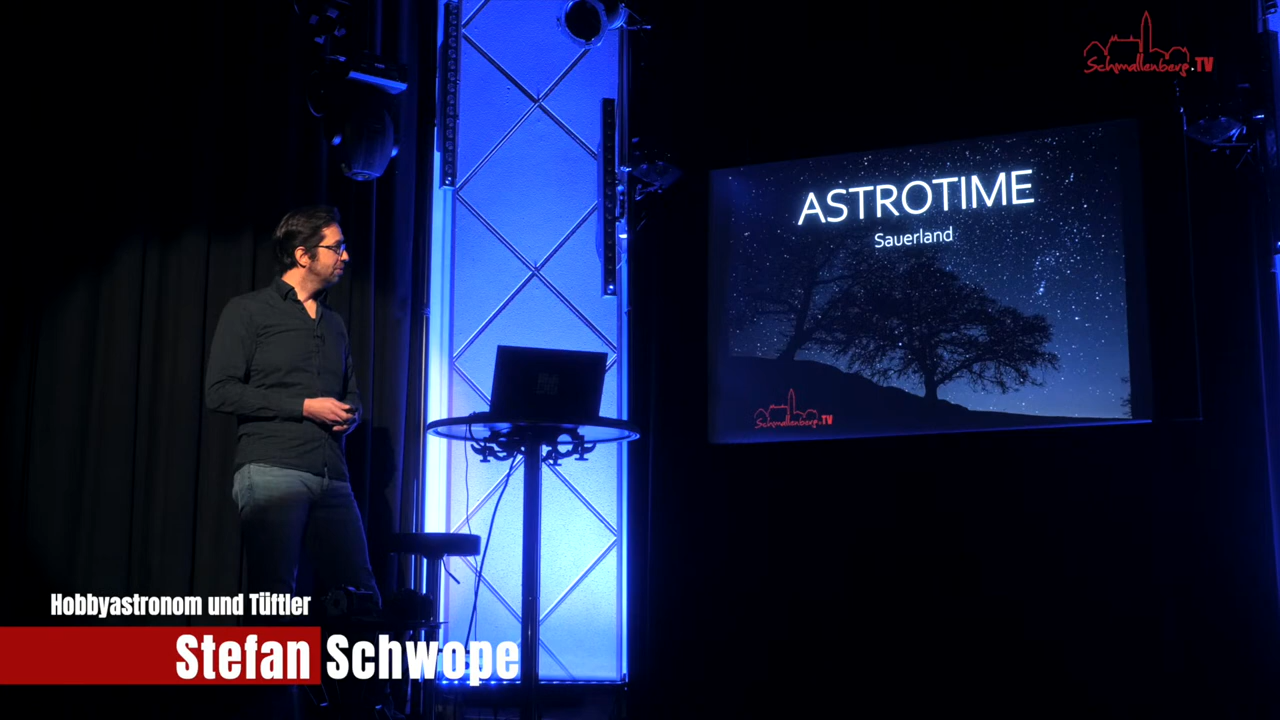 Schmallenberg.TV
ASTROTIME
Sauerland
Schmallenberg.TV
Hobbyastronom und Tüftler
Stefan Schwope